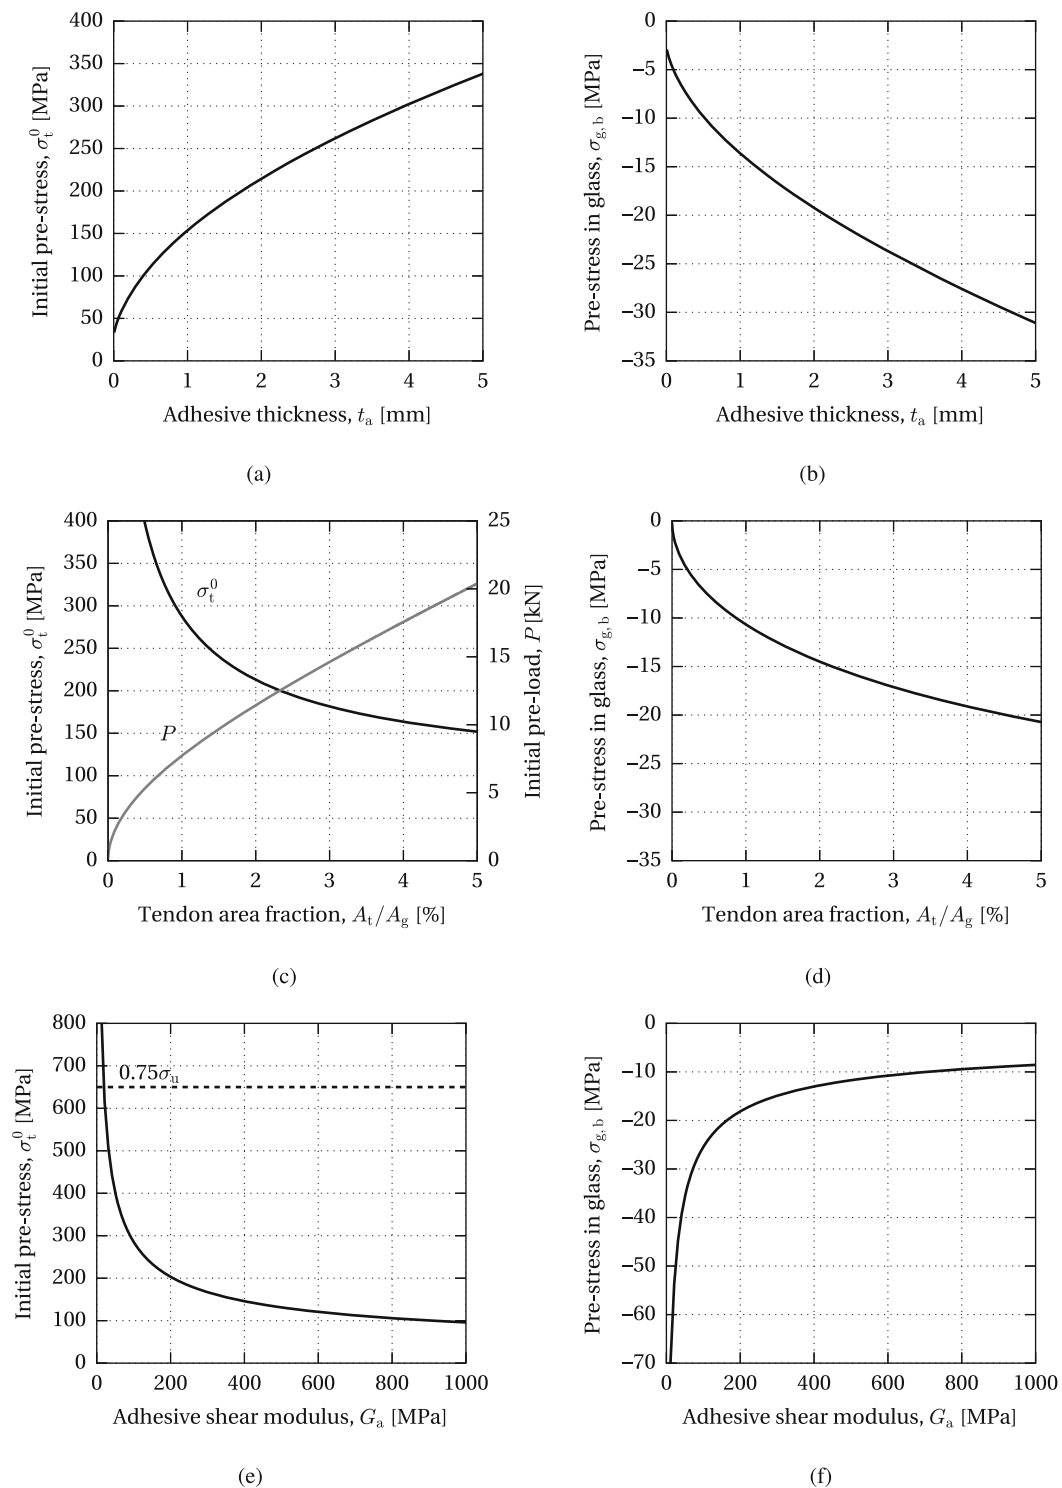 400
350
300
250
200
150
100
50
0
Initial pre-stress, σt⁰ [MPa]
0 1 2 3 4 5
Adhesive thickness, ta [mm]
(a)
0
−5
−10
−15
−20
−25
−30
−35
Pre-stress in glass, σg,b [MPa]
0 1 2 3 4 5
Adhesive thickness, ta [mm]
(b)
400
350
300
250
200
150
100
50
0
Initial pre-stress, σt⁰ [MPa]
σt⁰
P
25
20
15
10
5
0
Initial pre-load, P [kN]
0 1 2 3 4 5
Tendon area fraction, At/Ag [%]
(c)
0
−5
−10
−15
−20
−25
−30
−35
Pre-stress in glass, σg,b [MPa]
0 1 2 3 4 5
Tendon area fraction, At/Ag [%]
(d)
800
700
600
500
400
300
200
100
0
Initial pre-stress, σt⁰ [MPa]
0.75σu
0 200 400 600 800 1000
Adhesive shear modulus, Ga [MPa]
(e)
0
−10
−20
−30
−40
−50
−60
−70
Pre-stress in glass, σg,b [MPa]
0 200 400 600 800 1000
Adhesive shear modulus, Ga [MPa]
(f)